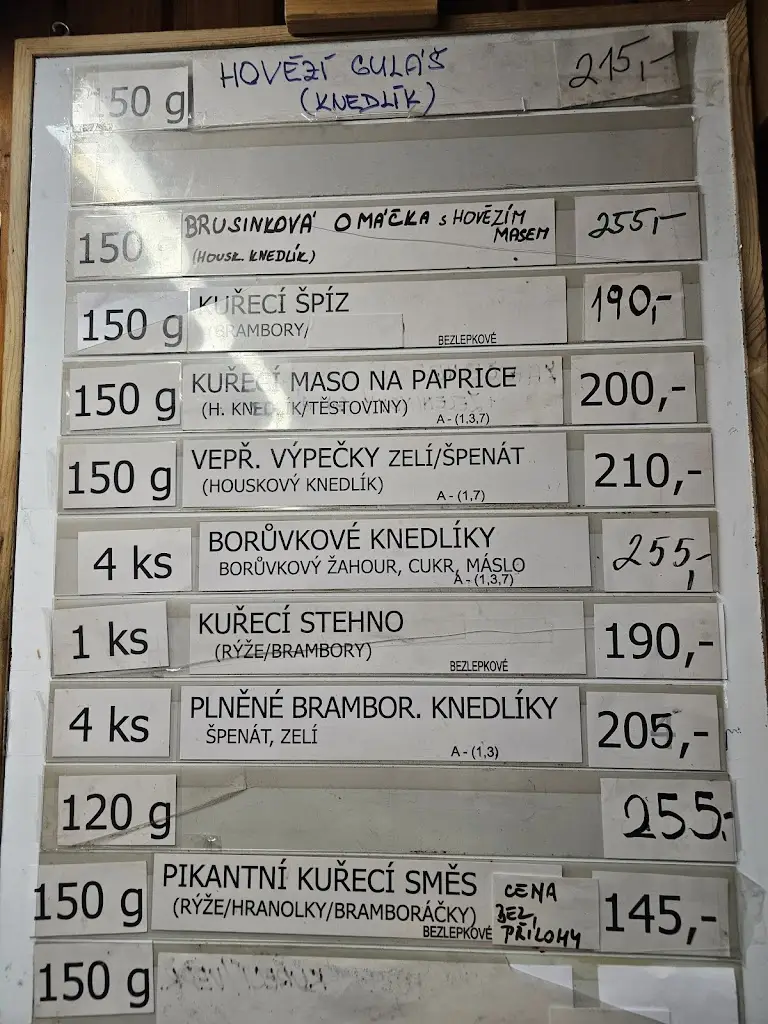 150 g HOVĚZÍ GULÁŠ 215,-
(KNEDLÍK)
150 BRUSINKOVÁ OMÁČKA s HOVĚZÍM 255,-
MASEM
(HOUSK. KNEDLÍK)
150 g KUŘECÍ ŠPÍZ 190,-
(BRAMBORY/
BEZLEPKOVÉ
150 g KUŘECÍ MASO NA PAPRICE 200,-
(H. KNEDLÍK/TĚSTOVINY)
A - (1,3,7)
150 g VEPŘ. VÝPEČKY ZELÍ/ŠPENÁT 210,-
(HOUSKOVÝ KNEDLÍK)
A - (1,7)
4 ks BORŮVKOVÉ KNEDLÍKY 255,-
BORŮVKOVÝ ŽAHOUR, CUKR, MÁSLO
A - (1,3,7)
1 ks KUŘECÍ STEHNO 190,-
(RÝŽE/BRAMBORY)
BEZLEPKOVÉ
4 ks PLNĚNÉ BRAMBOR. KNEDLÍKY 205,-
ŠPENÁT, ZELÍ
A - (1,3)
120 g 255,-
150 g PIKANTNÍ KUŘECÍ SMĚS 145,-
(RÝŽE/HRANOLKY/BRAMBORÁČKY)
BEZLEPKOVÉ
CENA
BEZ
PŘÍLOHY
150 g